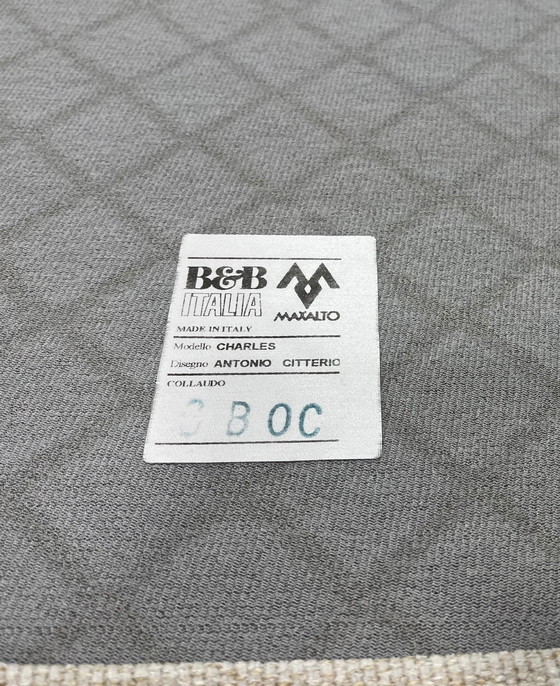 B&B
ITALIA
MAXALTO
MADE IN ITALY
Modello CHARLES
Disegno ANTONIO CITTERIO
COLLAUDO
B OC